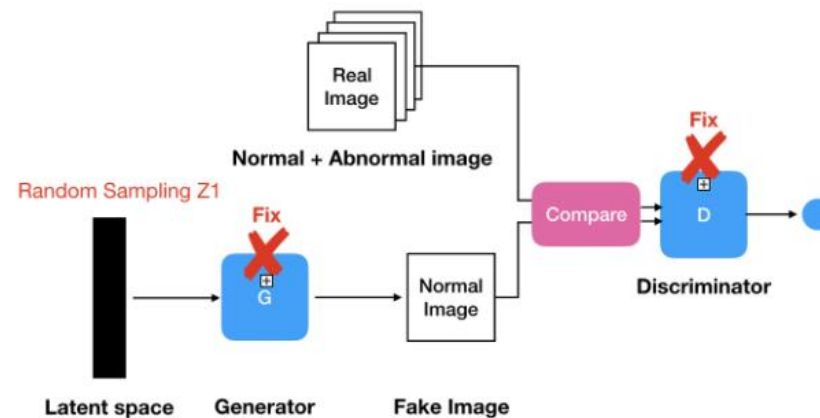 Real
Image
Normal + Abnormal image
Fix
Random Sampling Z1
Fix
Compare
D
G
Normal
Image
Discriminator
Latent space
Generator
Fake Image